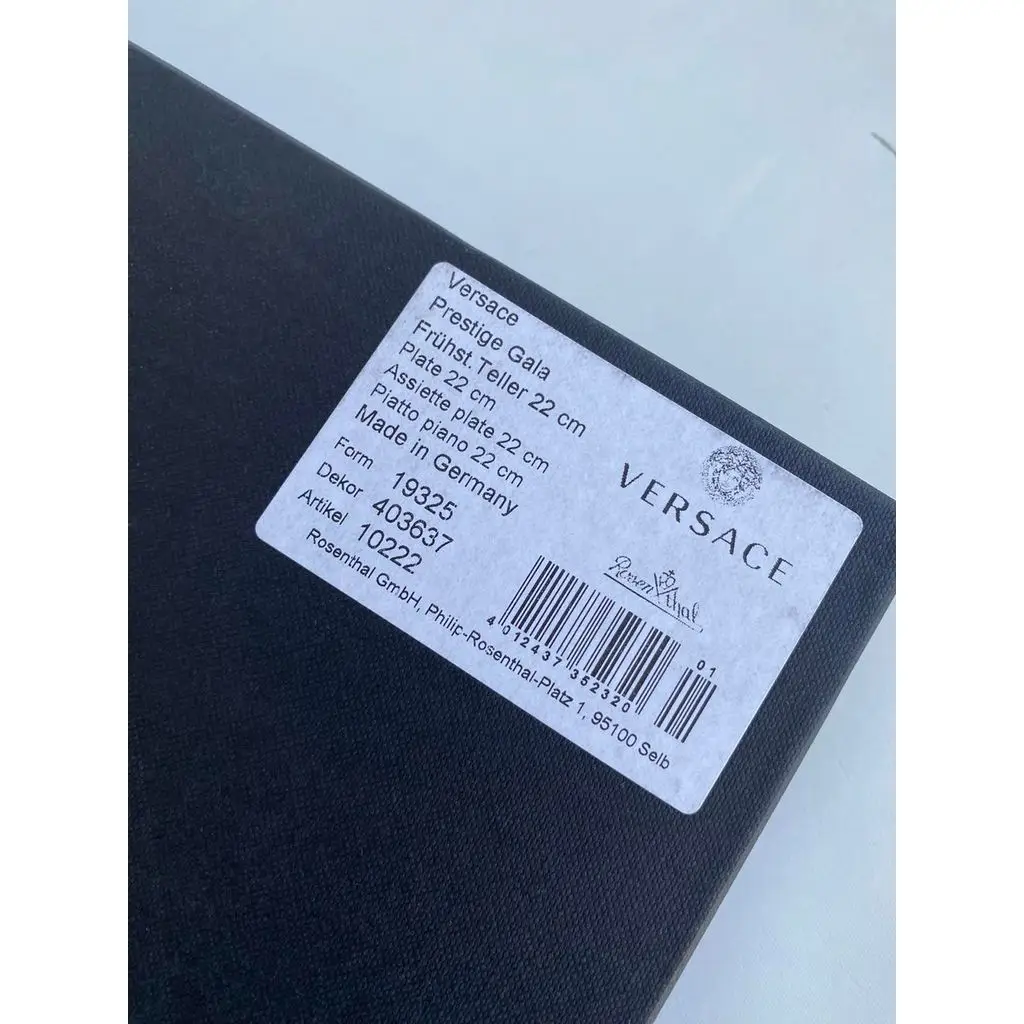 Versace
Prestige Gala
Frühst.Teller 22 cm
Plate 22 cm
Assiette plate 22 cm
Piatto piano 22 cm
Made in Germany
Form 19325
Dekor 403637
Artikel 10222
VERSACE
Rosenthal
01
4 012437 352320
Rosenthal GmbH, Philip-Rosenthal-Platz 1, 95100 Selb